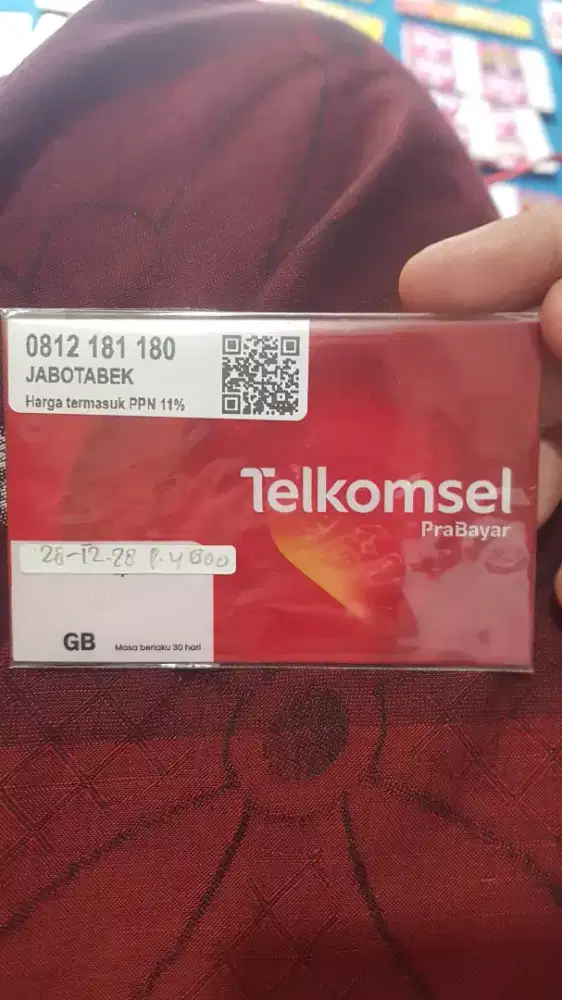 0812 181 180
JABOTABEK
Harga termasuk PPN 11%
Telkomsel
PraBayar
28-12-28
GB
Masa berlaku 30 hari